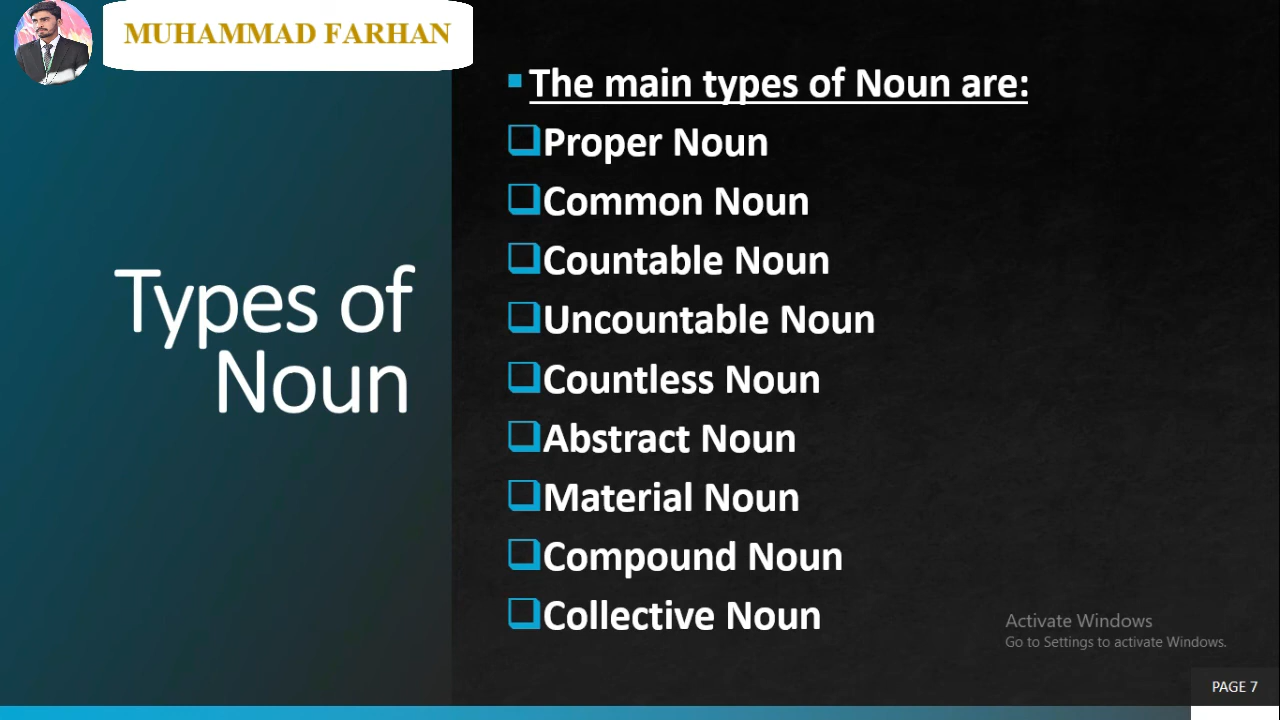 MUHAMMAD FARHAN
Types of
Noun
The main types of Noun are:
Proper Noun
Common Noun
Countable Noun
Uncountable Noun
Countless Noun
Abstract Noun
Material Noun
Compound Noun
Collective Noun
Activate Windows
Go to Settings to activate Windows.
PAGE 7